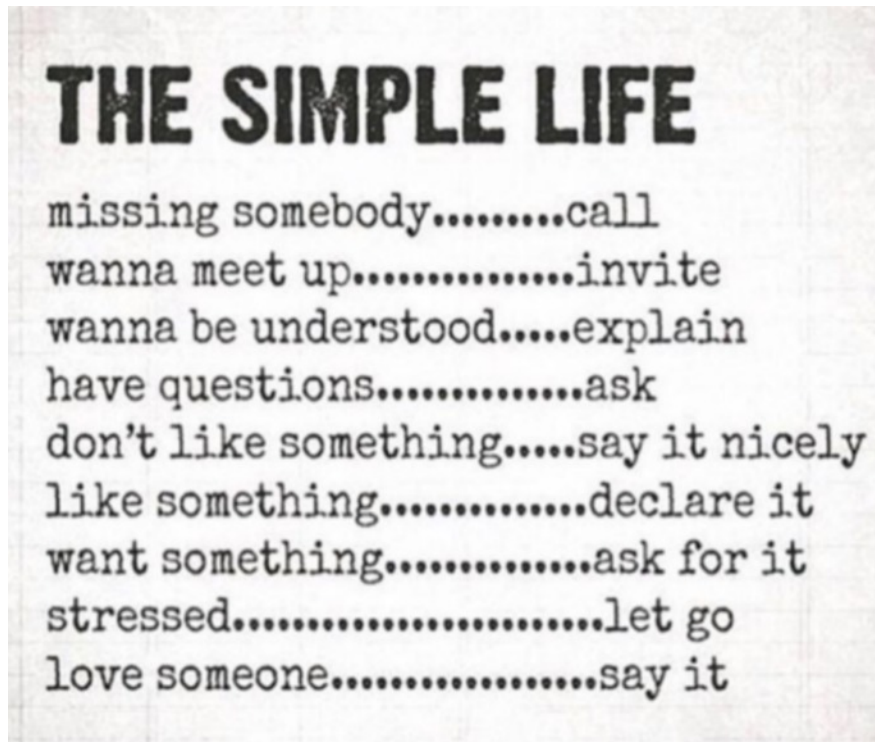 THE SIMPLE LIFE
missing somebody.........call
wanna meet up...............invite
wanna be understood.....explain
have questions..............ask
don't like something.....say it nicely
like something..............declare it
want something..............ask for it
stressed.........................let go
love someone..................say it